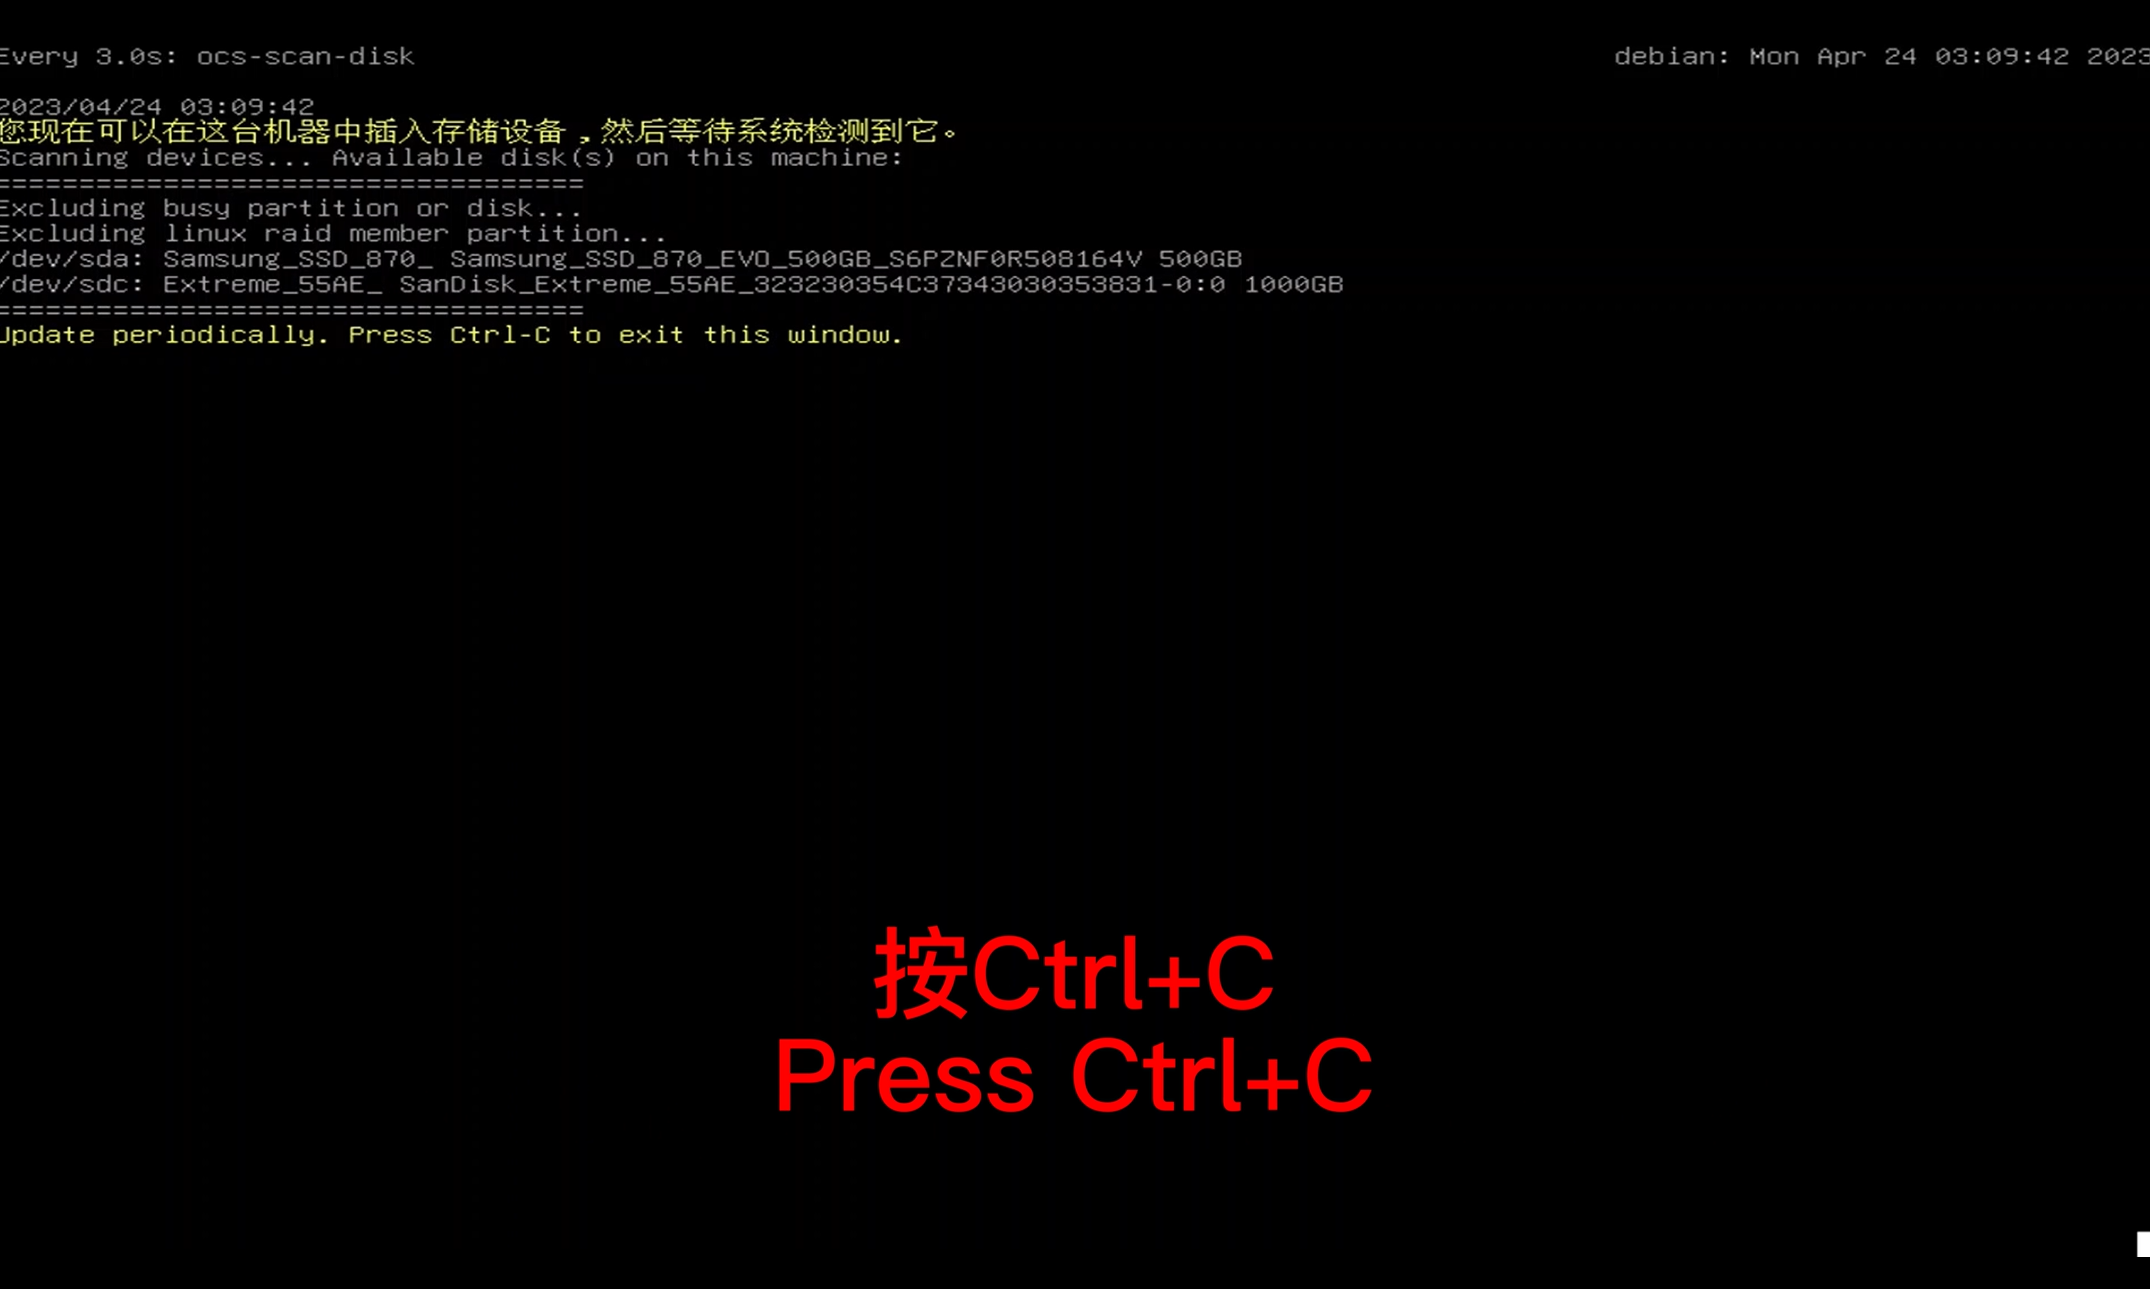 Every 3.0s: ocs-scan-disk
debian: Mon Apr 24 03:09:42 2023
2023/04/24 03:09:42
您现在可以在这台机器中插入存储设备，然后等待系统检测到它。
Scanning devices... Available disk(s) on this machine:
===================================
Excluding busy partition or disk...
Excluding linux raid member partition...
/dev/sda: Samsung_SSD_870_ Samsung_SSD_870_EVO_500GB_S6PZNF0R508164V 500GB
/dev/sdc: Extreme_55AE_ SanDisk_Extreme_55AE_323230354C37343030353831-0:0 1000GB
===================================
Update periodically. Press Ctrl-C to exit this window.
按Ctrl+C
Press Ctrl+C